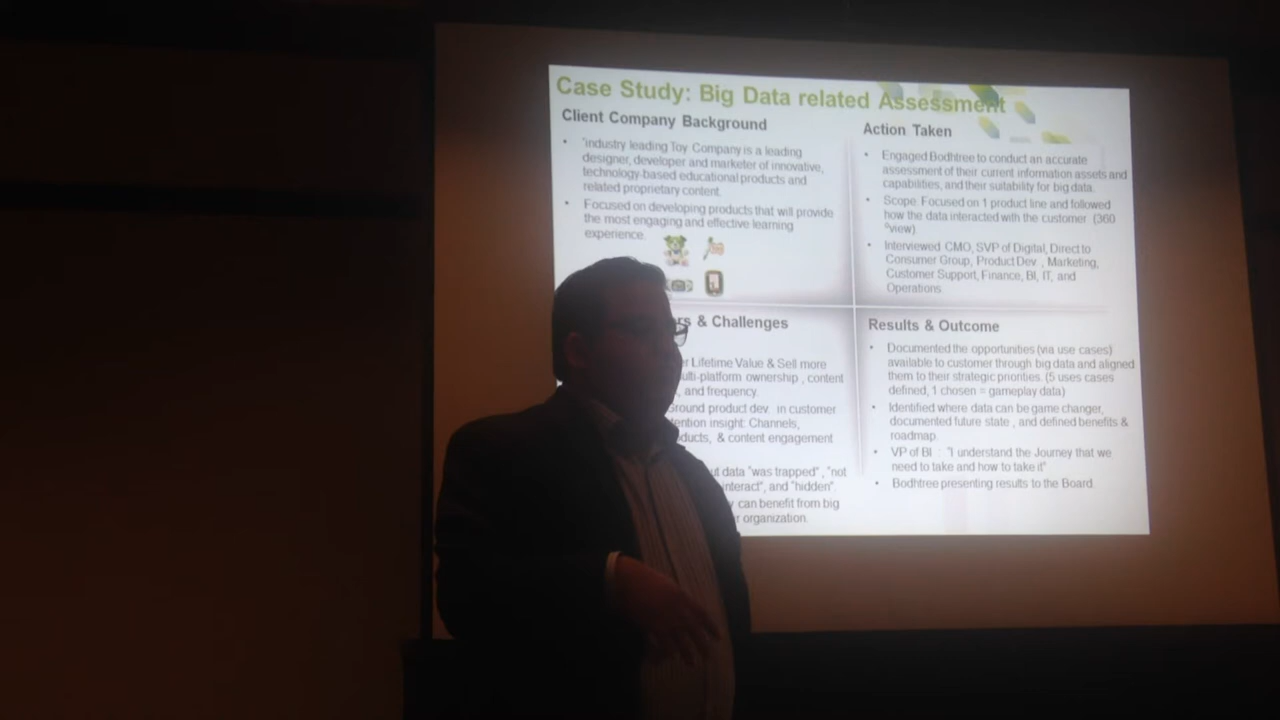 Case Study: Big Data related Assessment
Client Company Background
• "industry leading Toy Company is a leading
designer, developer and marketer of innovative,
technology-based educational products and
related proprietary content.
• Focused on developing products that will provide
the most engaging and effective learning
experience.
Action Taken
• Engaged Bodhtree to conduct an accurate
assessment of their current information assets and
capabilities, and their suitability for big data.
• Scope: Focused on 1 product line and followed
how the data interacted with the customer (360
°view)
• Interviewed CMO, SVP of Digital, Direct to
Consumer Group, Product Dev , Marketing,
Customer Support, Finance, BI, IT, and
Operations
& Challenges
Lifetime Value & Sell more
ownership , content
and frequency.
product dev. in customer
insight: Channels,
& content engagement
data "was trapped" , "not
interact", and "hidden".
can benefit from big
organization.
Results & Outcome
• Documented the opportunities (via use cases)
available to customer through big data and aligned
them to their strategic priorities. (5 uses cases
defined, 1 chosen = gameplay data)
• Identified where data can be game changer,
documented future state , and defined benefits &
roadmap
• VP of BI : "I understand the Journey that we
need to take and how to take it"
• Bodhtree presenting results to the Board.